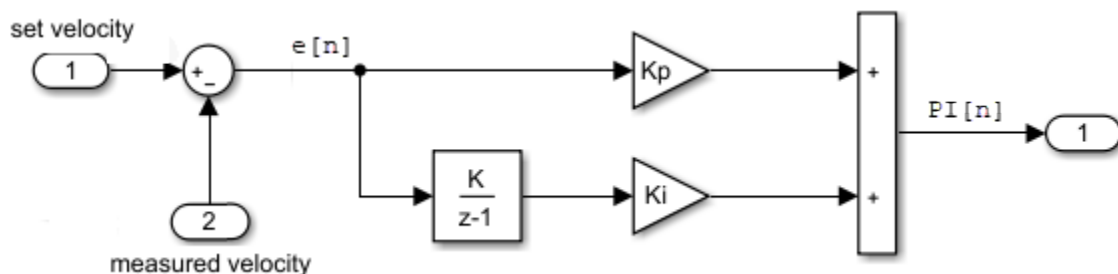 set velocity
1
+
−
e[n]
Kp
+
PI[n]
1
K
z-1
Ki
+
2
measured velocity